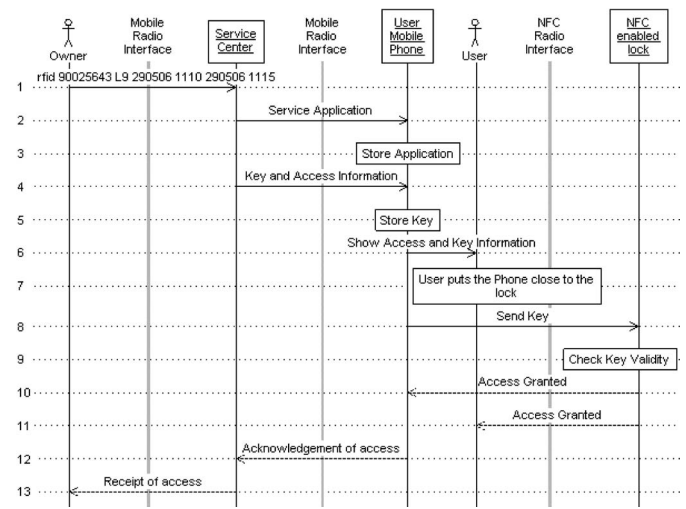 Mobile
Radio
Interface
Mobile
Radio
Interface
User
Mobile
Phone
NFC
Radio
Interface
NFC
enabled
lock
Service
Center
Owner
User
rfid 90025643 L9 290506 1110 290506 1115
1
Service Application
2
3
Store Application
Key and Access Information
4
5
Store Key
Show Access and Key Information
6
7
User puts the Phone close to the
lock
Send Key
8
9
Check Key Validity
Access Granted
10
Access Granted
11
Acknowledgement of access
12
Receipt of access
13